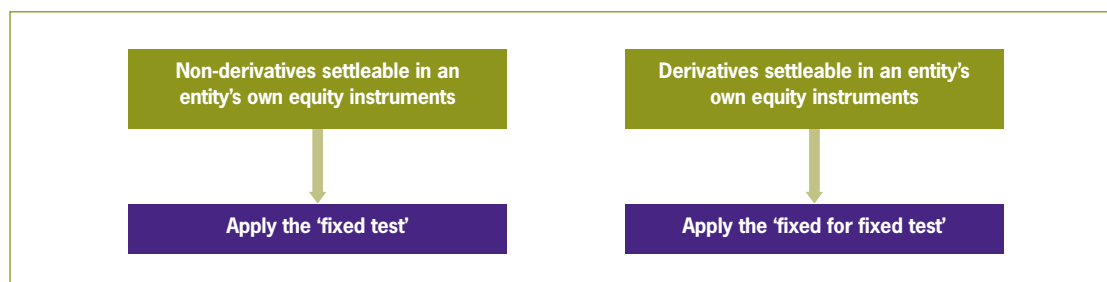 Non-derivatives settleable in an
entity’s own equity instruments
Apply the ‘fixed test’
Derivatives settleable in an entity’s
own equity instruments
Apply the ‘fixed for fixed test’